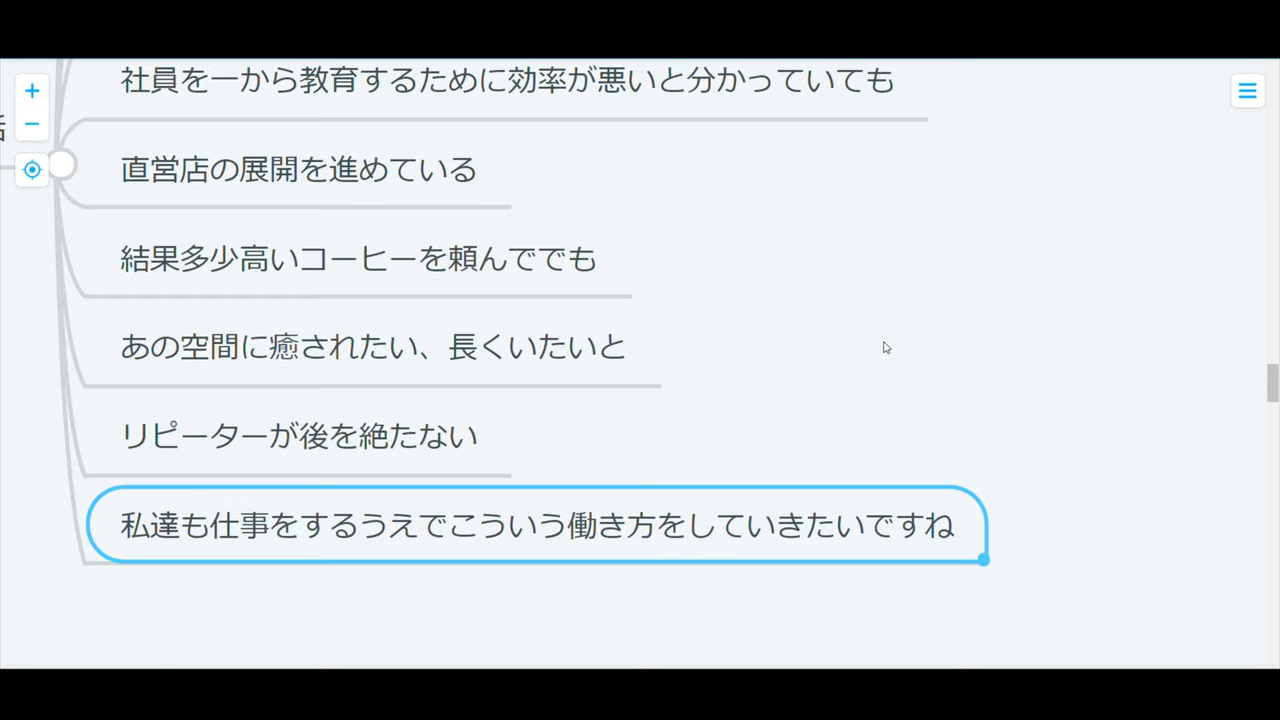 社員を一から教育するために効率が悪いと分かっていても
直営店の展開を進めている
結果多少高いコーヒーを頼んででも
あの空間に癒されたい、長くいたいと
リピーターが後を絶たない
私達も仕事をするうえでこういう働き方をしていきたいですね